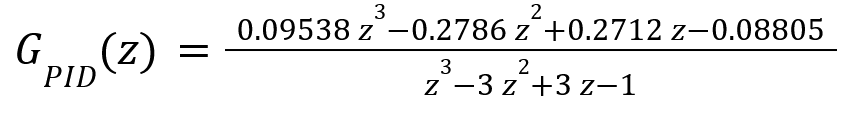 G_PID(z) = (0.09538 z^3−0.2786 z^2+0.2712 z−0.08805)/(z^3−3 z^2+3 z−1)